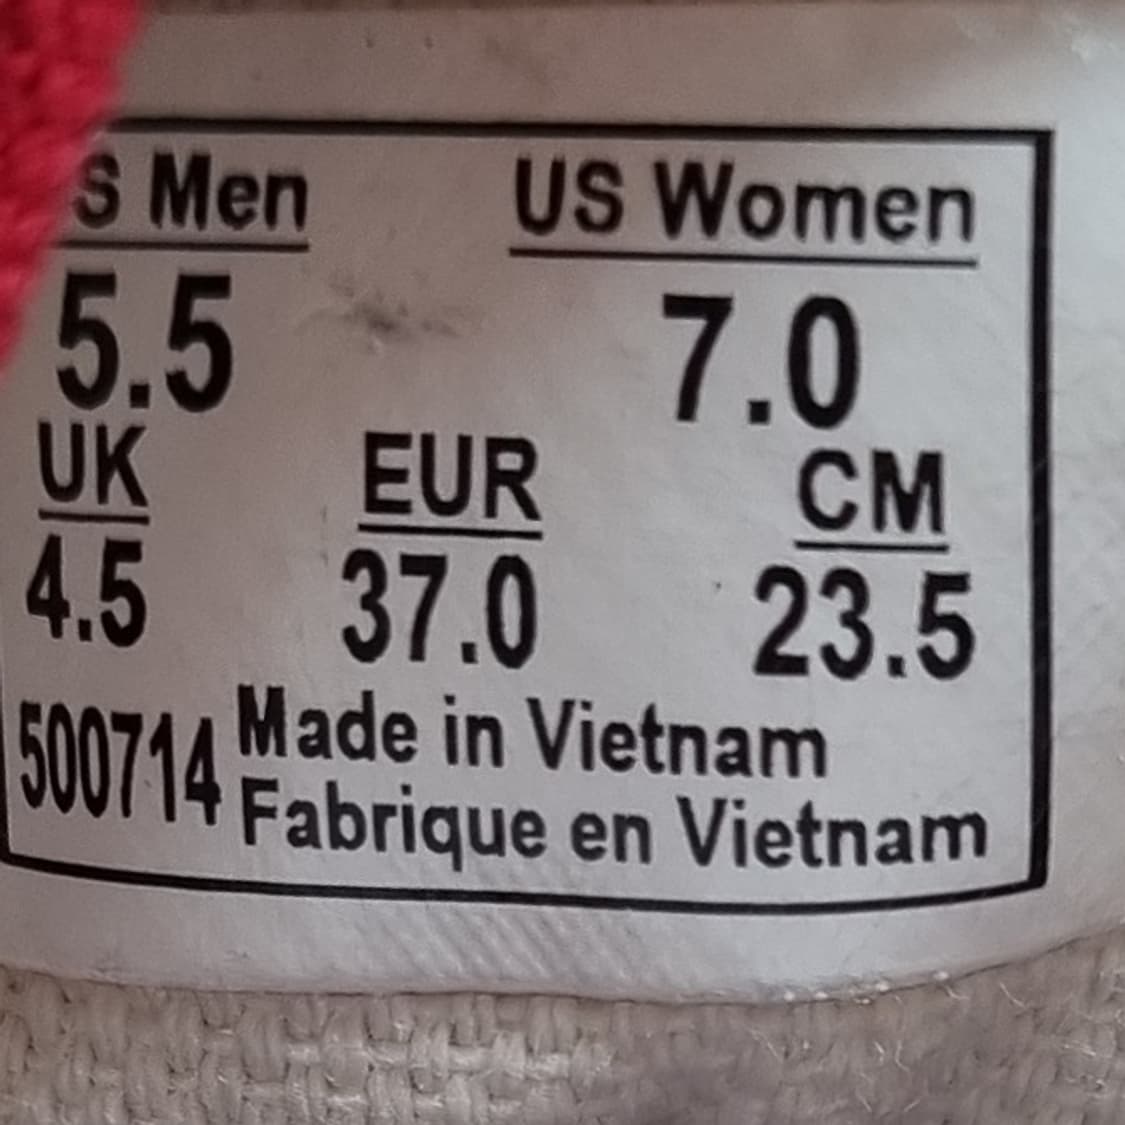 S Men US Women
5.5 7.0
UK EUR CM
4.5 37.0 23.5
500714 Made in Vietnam
Fabrique en Vietnam